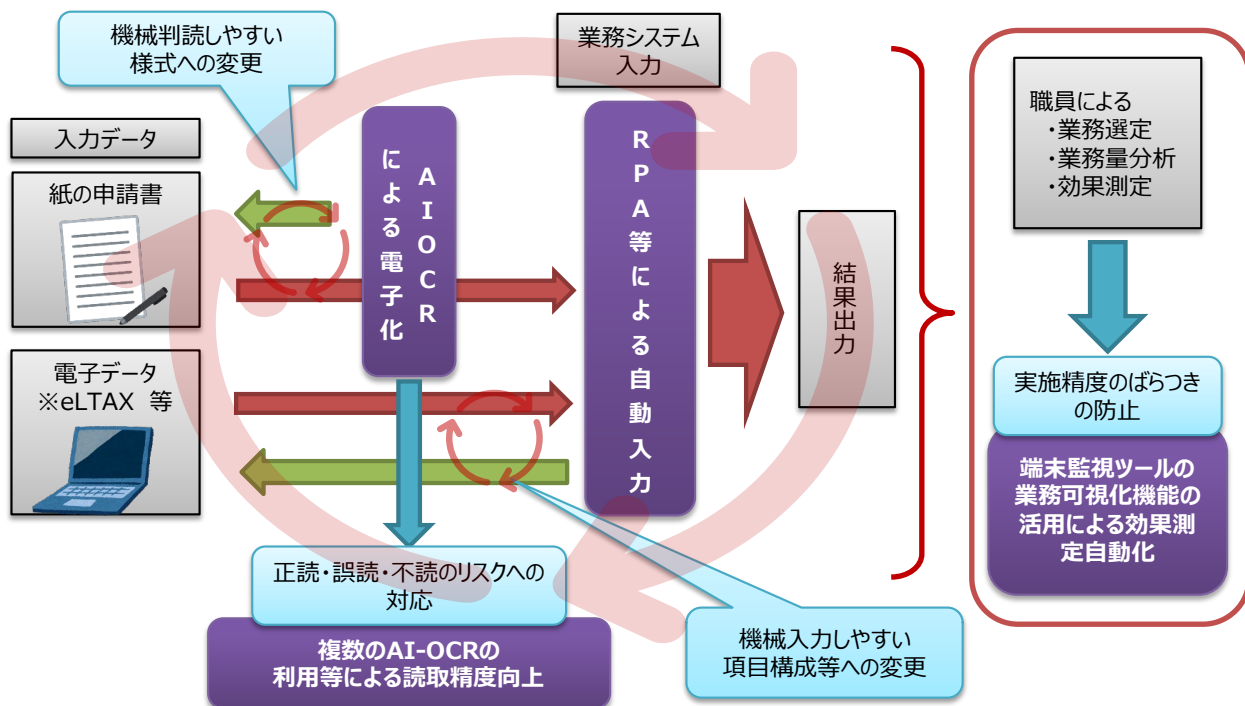 機械判読しやすい
様式への変更
業務システム
入力
入力データ
紙の申請書
電子データ
※eLTAX 等
AIOCR
による電子化
RPA等による自動入力
結果出力
職員による
・業務選定
・業務量分析
・効果測定
実施精度のばらつき
の防止
端末監視ツールの
業務可視化機能の
活用による効果測
定自動化
正読・誤読・不読のリスクへの
対応
複数のAI-OCRの
利用等による読取精度向上
機械入力しやすい
項目構成等への変更